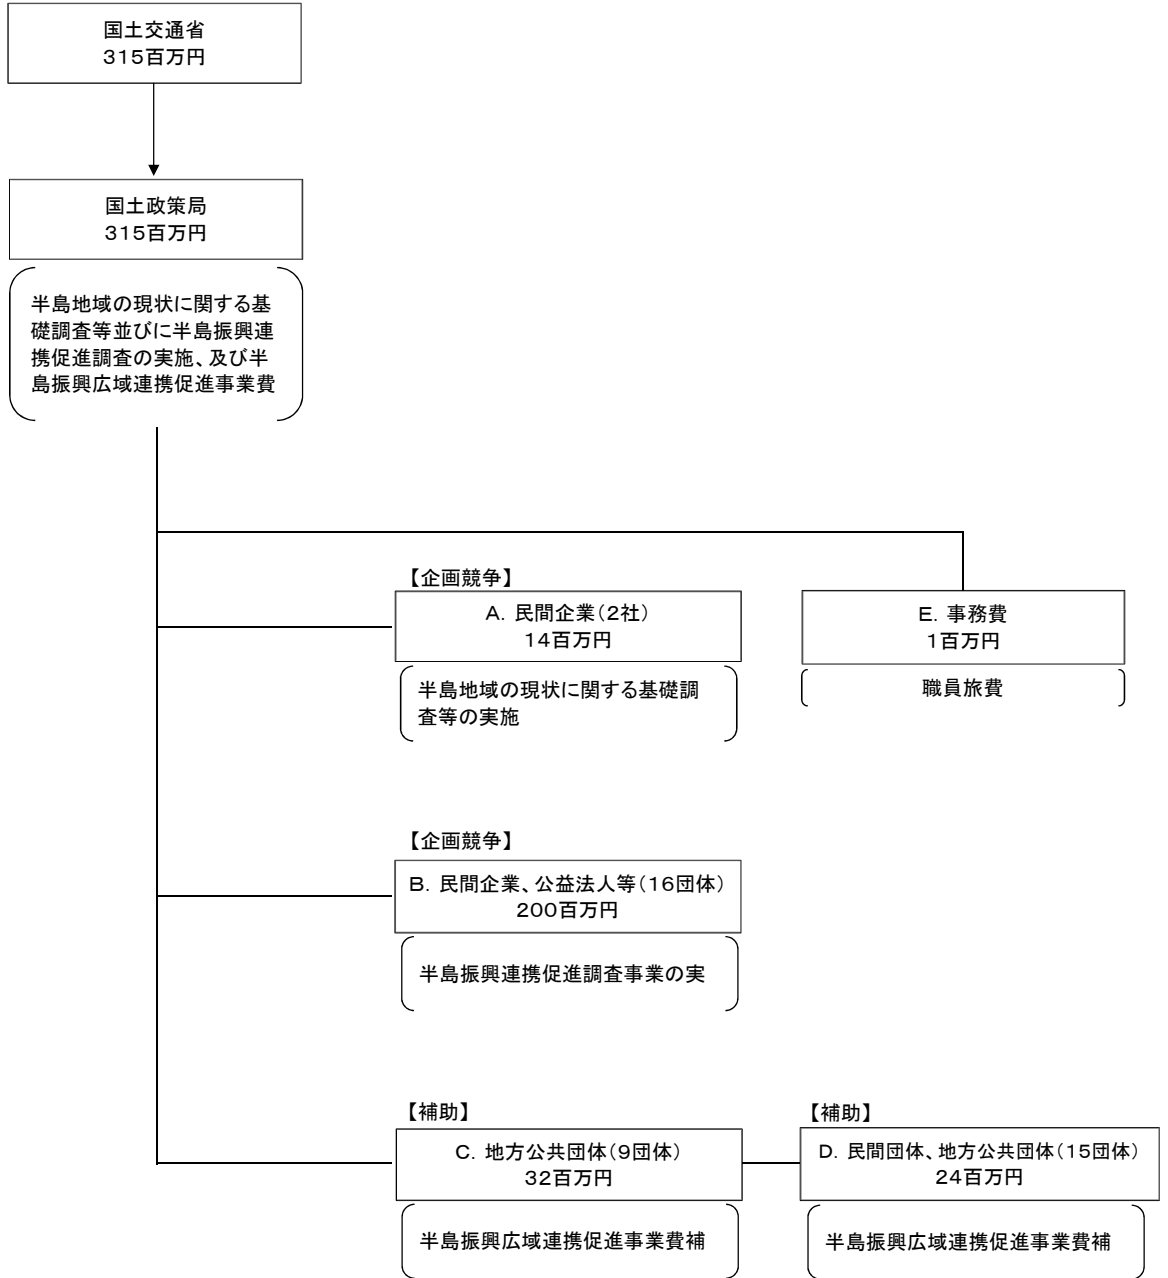 国土交通省
315百万円
国土政策局
315百万円
半島地域の現状に関する基
礎調査等並びに半島振興連
携促進調査の実施、及び半
島振興広域連携促進事業費
【企画競争】
A. 民間企業(2社)
14百万円
半島地域の現状に関する基礎調
査等の実施
E. 事務費
1百万円
職員旅費
【企画競争】
B. 民間企業、公益法人等(16団体)
200百万円
半島振興連携促進調査事業の実
【補助】
C. 地方公共団体(9団体)
32百万円
半島振興広域連携促進事業費補
【補助】
D. 民間団体、地方公共団体(15団体)
24百万円
半島振興広域連携促進事業費補